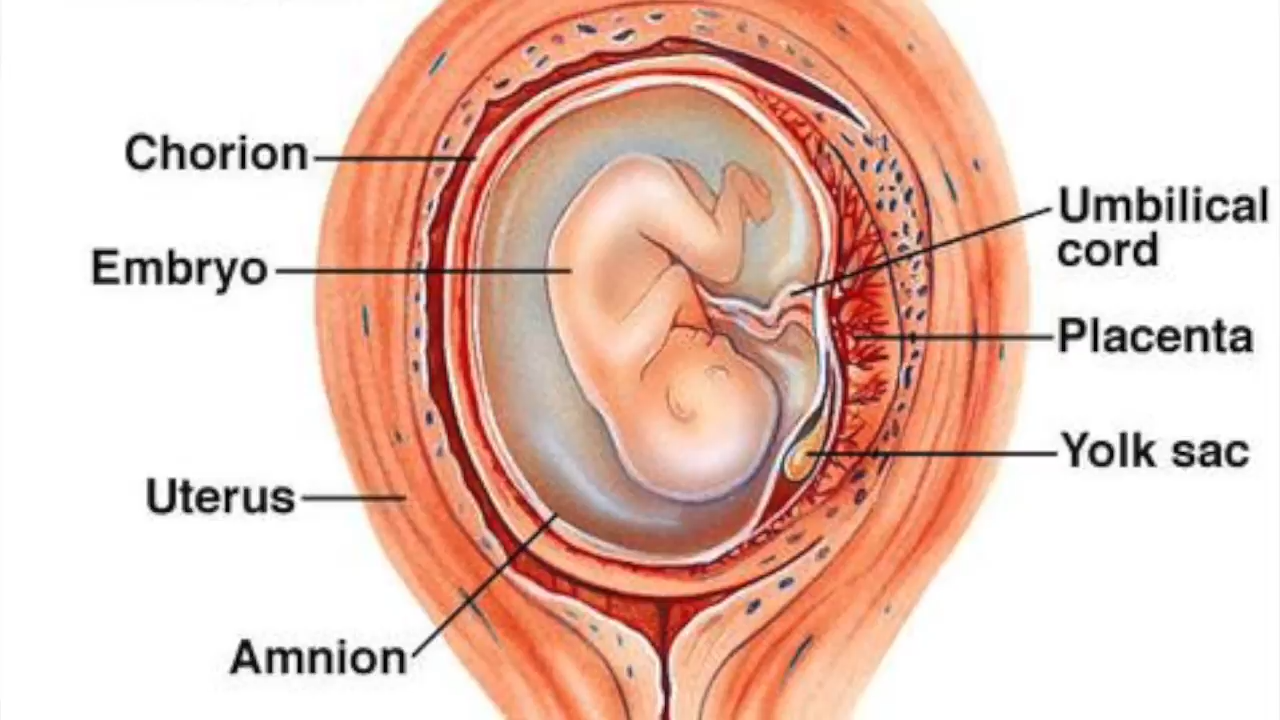 Chorion
Embryo
Uterus
Amnion
Umbilical
cord
Placenta
Yolk sac